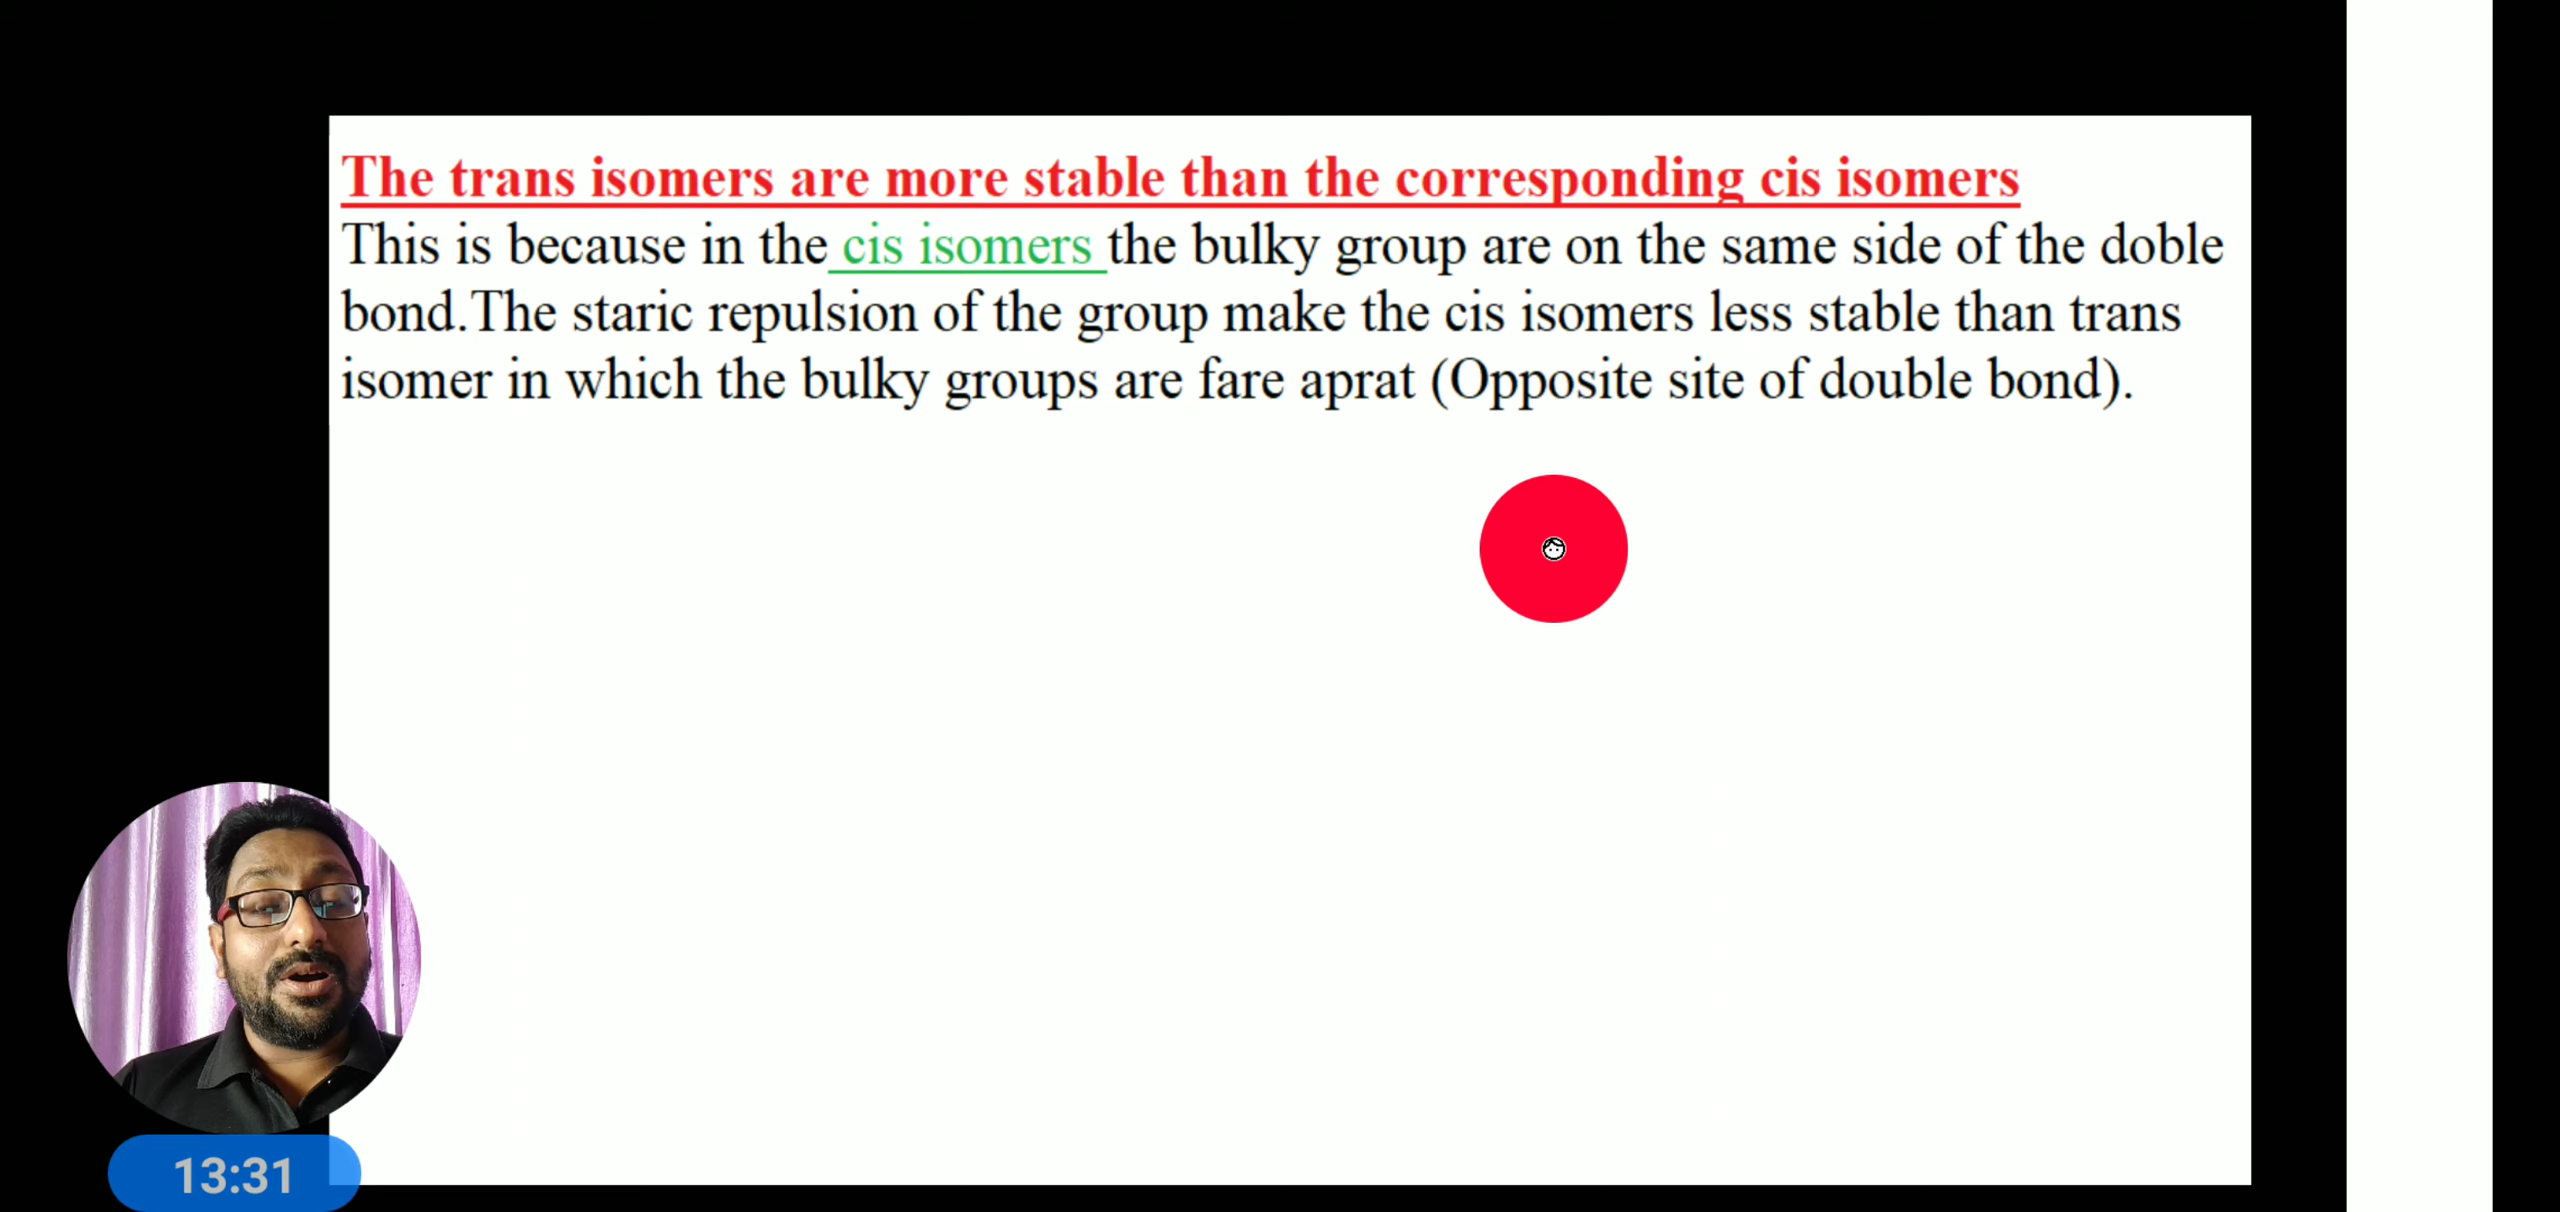 The trans isomers are more stable than the corresponding cis isomers
This is because in the cis isomers the bulky group are on the same side of the doble
bond.The staric repulsion of the group make the cis isomers less stable than trans
isomer in which the bulky groups are fare aprat (Opposite site of double bond).
13:31